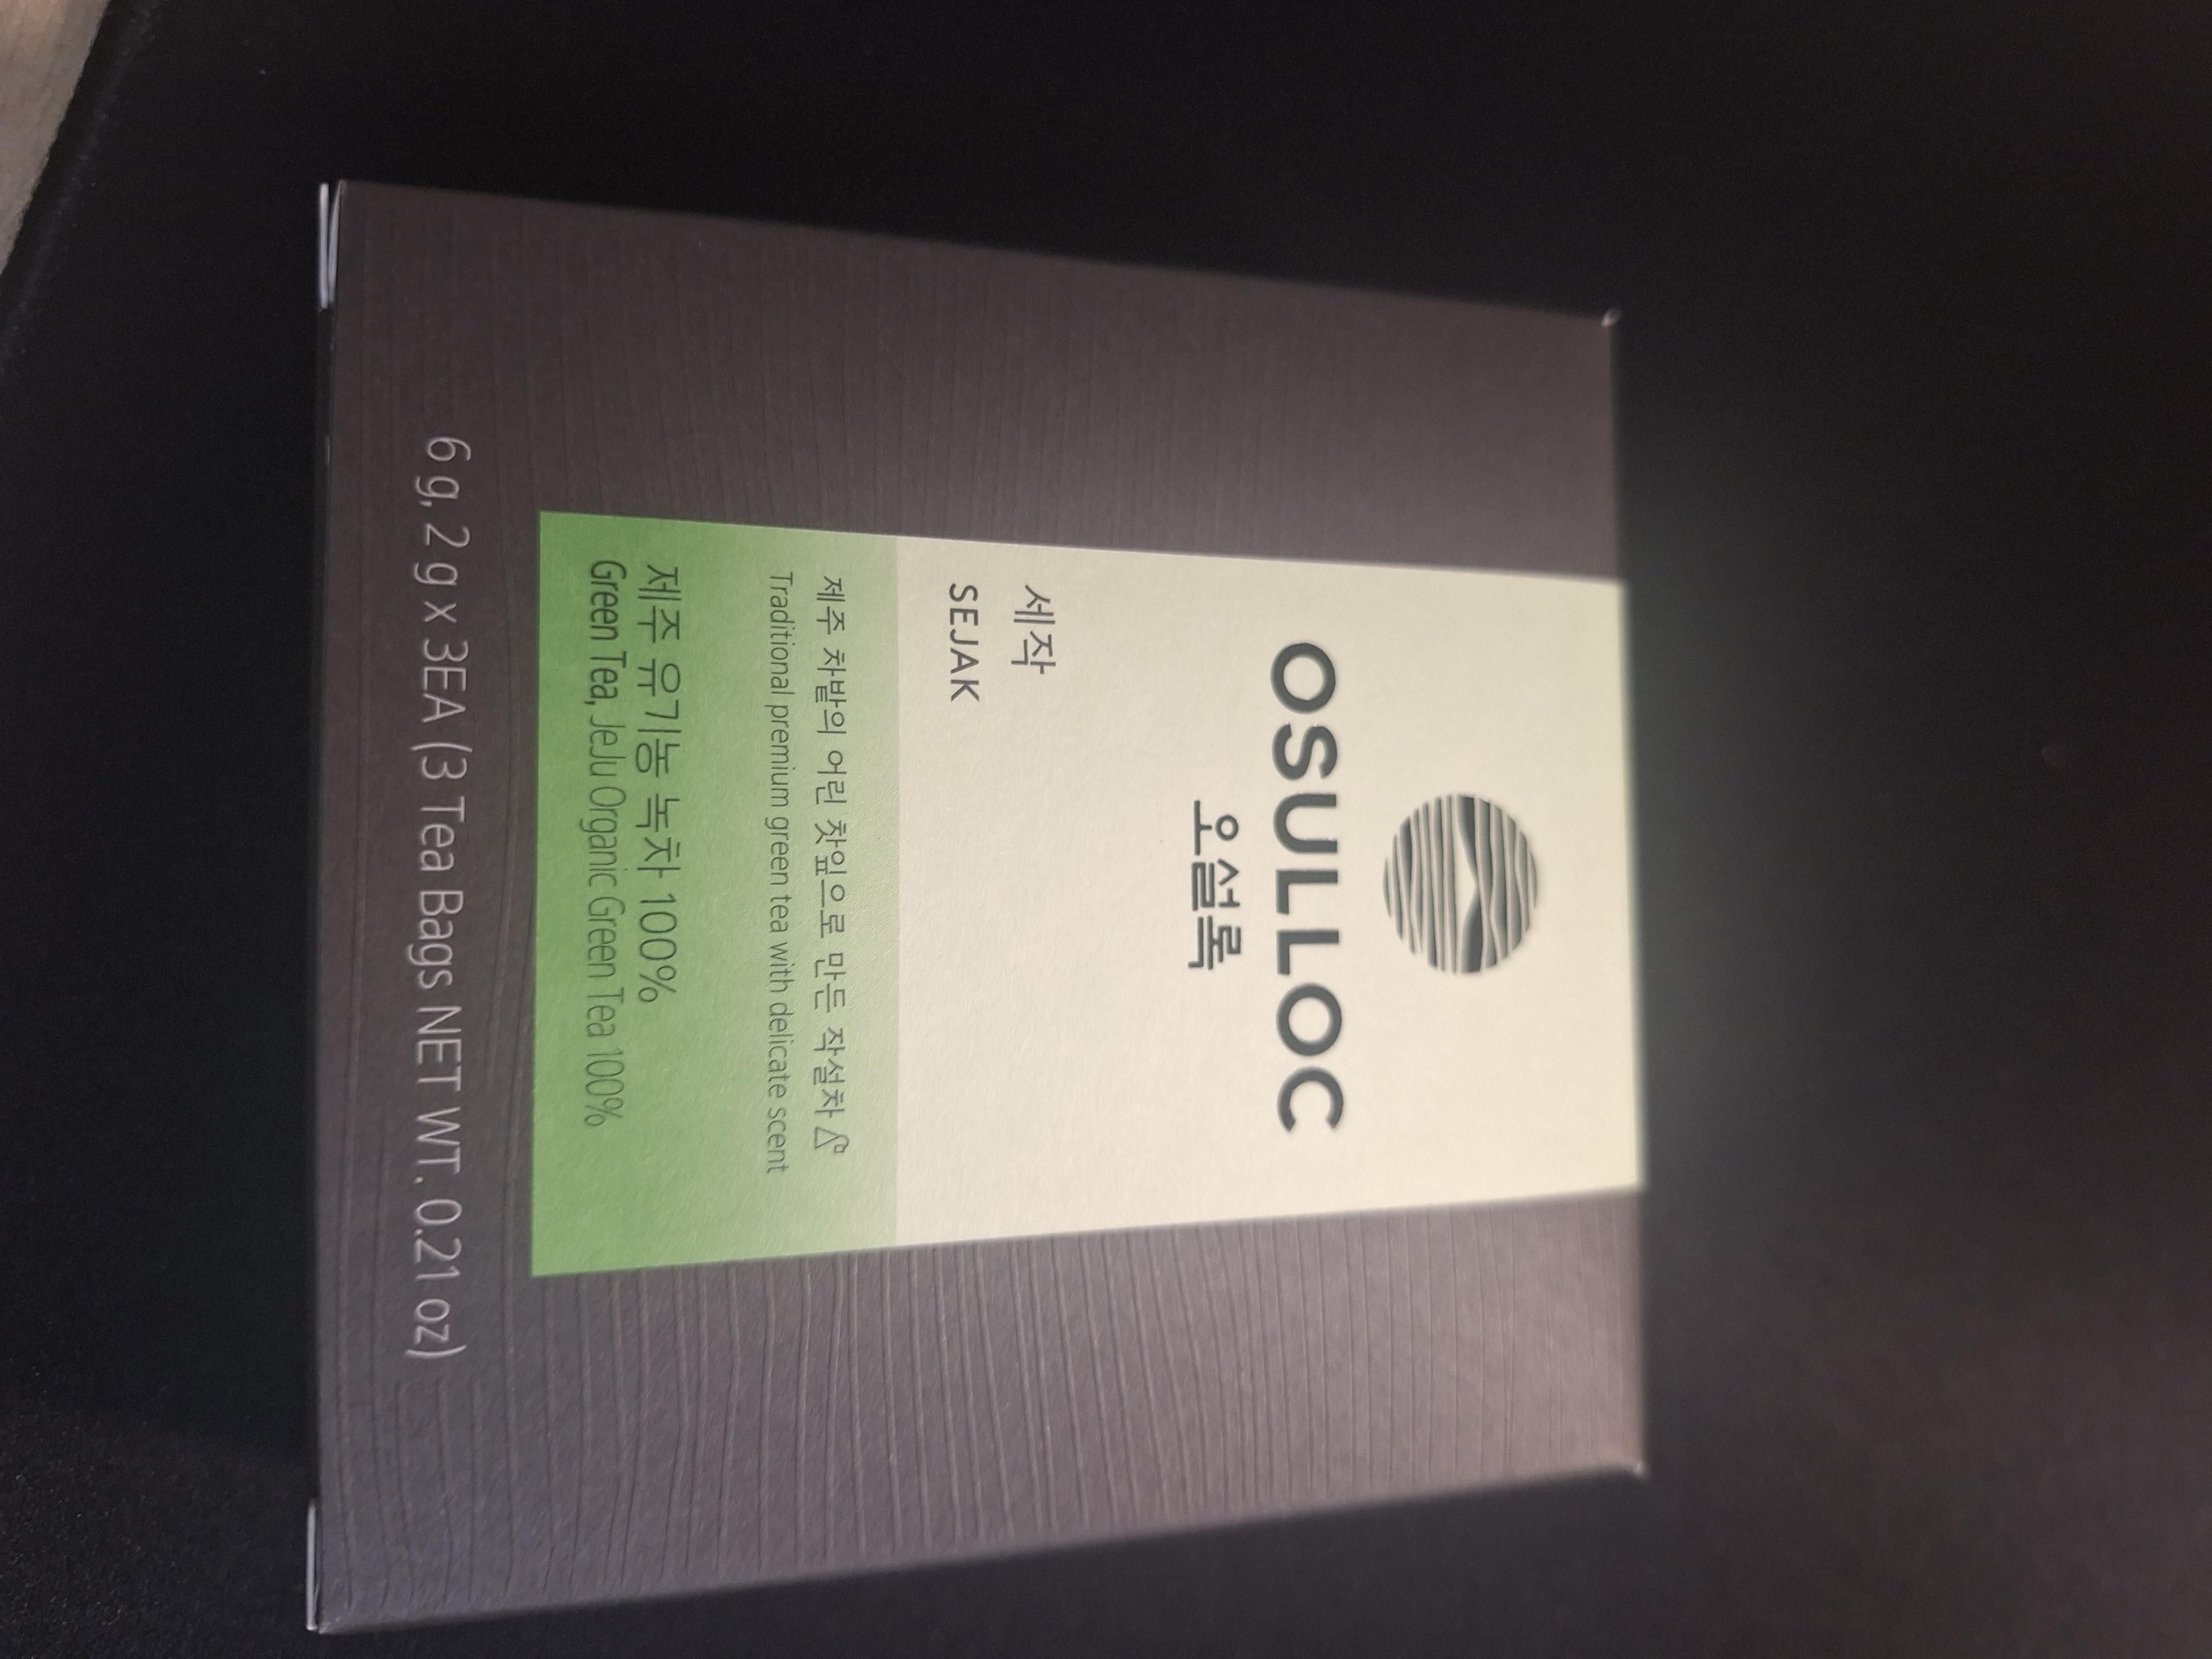 OSULLOC
오설록
세작
SEJAK
제주 차밭의 어린 찻잎으로 만든 작설차
Traditional premium green tea with delicate scent
제주 유기농 녹차 100%
Green Tea, JeJu Organic Green Tea 100%
6 g, 2 g x 3EA (3 Tea Bags NET WT. 0.21 oz)